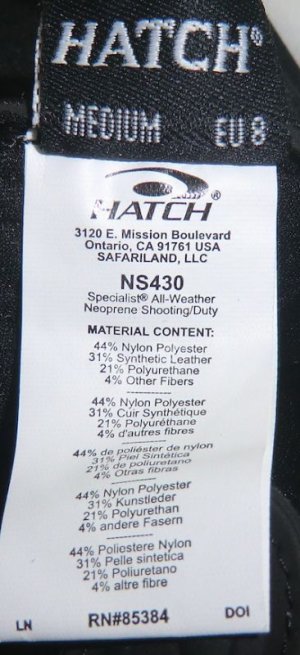 HATCH®
MEDIUM EU 8
HATCH®
3120 E. Mission Boulevard
Ontario, CA 91761 USA
SAFARILAND, LLC
NS430
Specialist® All-Weather
Neoprene Shooting/Duty
MATERIAL CONTENT:
44% Nylon Polyester
31% Synthetic Leather
21% Polyurethane
4% Other Fibers
44% Nylon Polyester
31% Cuir Synthétique
21% Polyuréthane
4% d'autres fibres
44% de poliéster de nylon
31% Piel Sintética
21% de poliuretano
4% Otras fibras
44% Nylon Polyester
31% Kunstleder
21% Polyurethan
4% andere Fasern
44% Poliostere Nylon
31% Pelle sintetica
21% Poliuretano
4% altre fibre
LN RN#85384 DOI